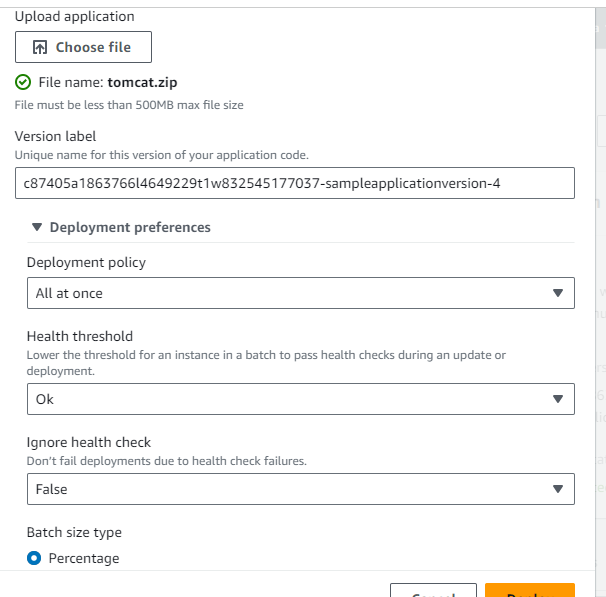 Upload application
Choose file
File name: tomcat.zip
File must be less than 500MB max file size
Version label
Unique name for this version of your application code.
c87405a1863766l4649229t1w832545177037-sampleapplicationversion-4
Deployment preferences
Deployment policy
All at once
Health threshold
Lower the threshold for an instance in a batch to pass health checks during an update or
deployment.
Ok
Ignore health check
Don't fail deployments due to health check failures.
False
Batch size type
Percentage